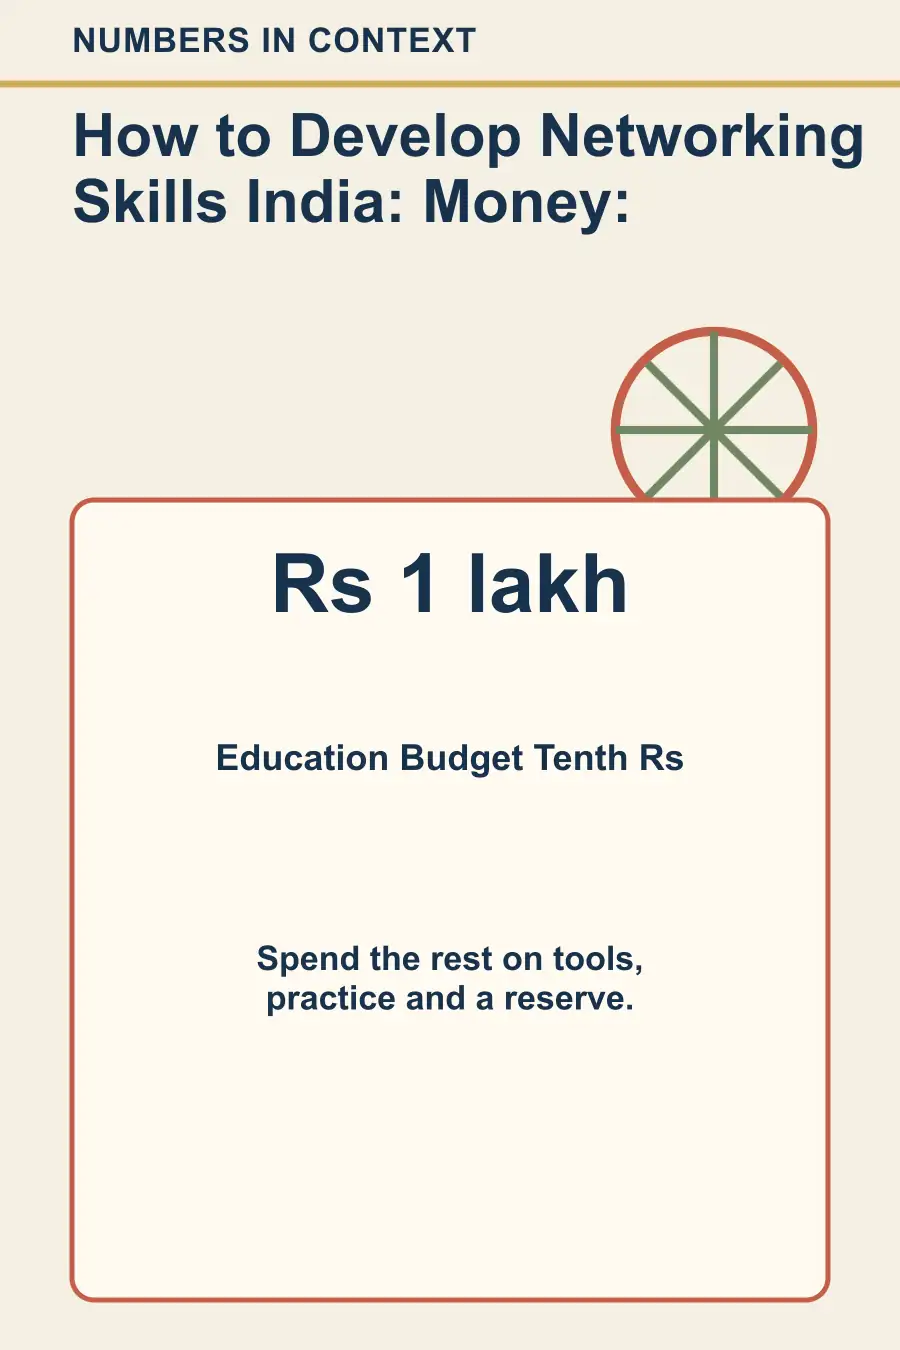 NUMBERS IN CONTEXT
How to Develop Networking
Skills India: Money:
Rs 1 lakh
Education Budget Tenth Rs
Spend the rest on tools,
practice and a reserve.